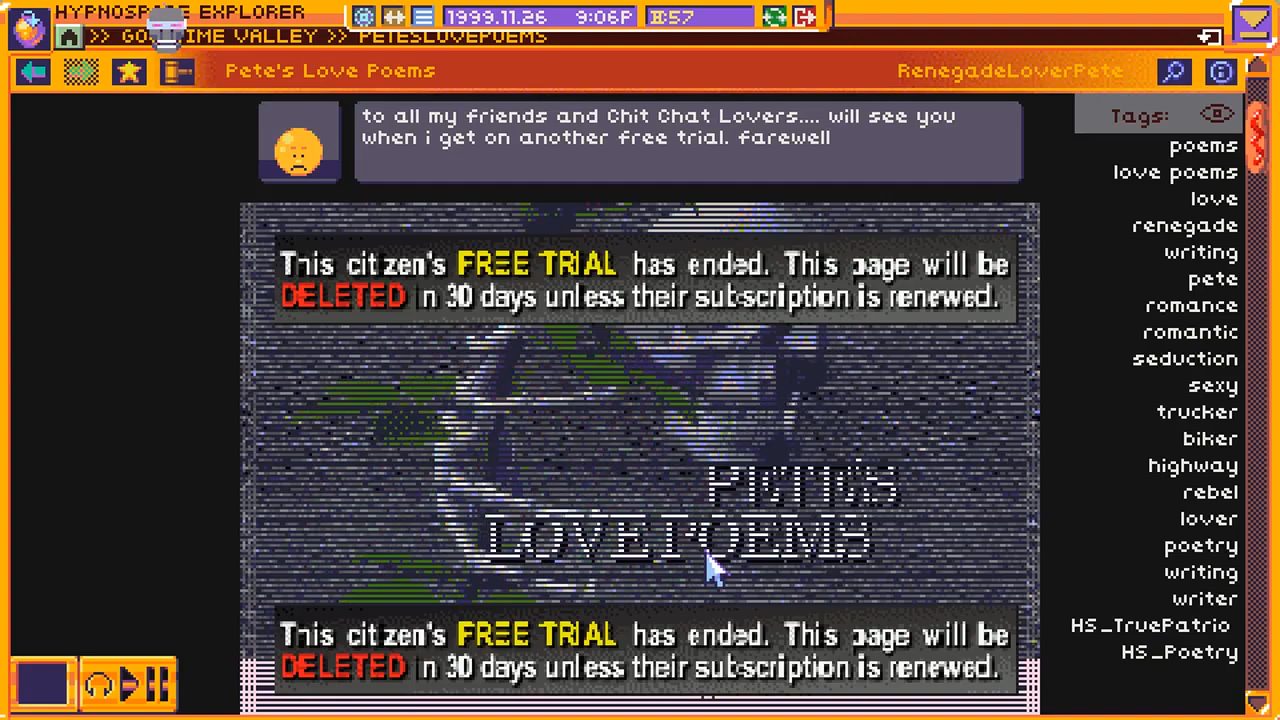 HYPNOSPACE EXPLORER
1999.11.26 9:06P
57
>> GOODTIME VALLEY >> PETESLOVEPOEMS
Pete's Love Poems
RenegadeLoverPete
to all my friends and Chit Chat Lovers.... will see you
when i get on another free trial. farewell
Tags:
poems
love poems
love
renegade
writing
pete
romance
romantic
seduction
sexy
trucker
biker
highway
rebel
lover
poetry
writing
writer
HS_TruePatrio
HS_Poetry
This citizen's FREE TRIAL has ended. This page will be
DELETED in 30 days unless their subscription is renewed.
PETE'S
LOVE POEMS
This citizen's FREE TRIAL has ended. This page will be
DELETED in 30 days unless their subscription is renewed.